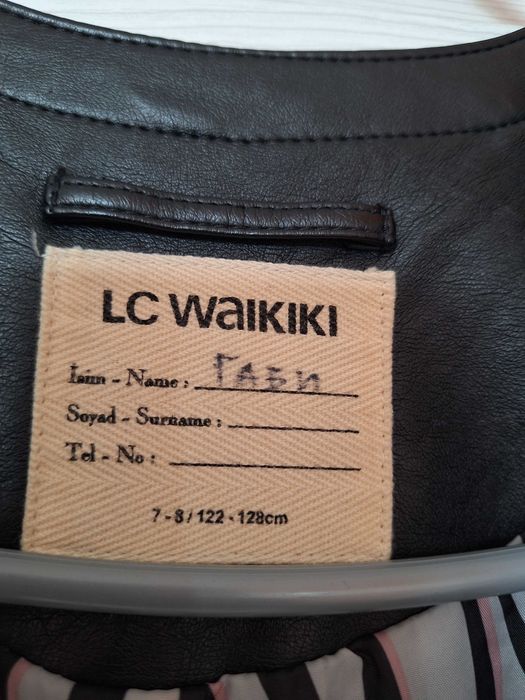 LC WAIKIKI
İsim - Name : ГАБИ
Soyad - Surname :
Tel - No :
7 - 8 / 122 - 128cm